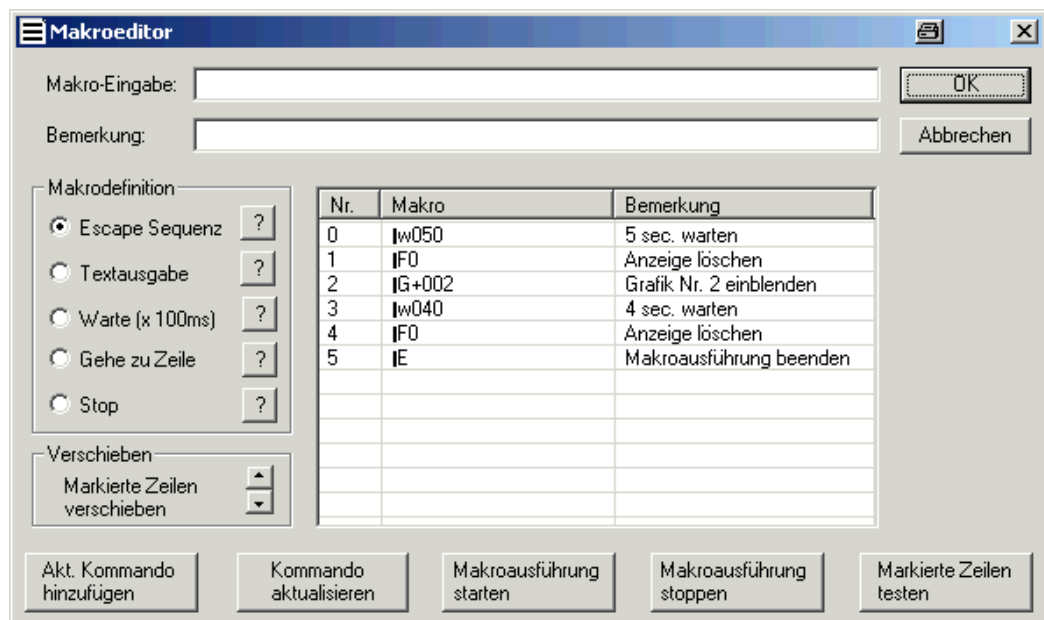 Makroeditor
Makro-Eingabe:
OK
Bemerkung:
Abbrechen
Makrodefinition
Escape Sequenz ?
Textausgabe ?
Warte (x 100ms) ?
Gehe zu Zeile ?
Stop ?
Verschieben
Markierte Zeilen
verschieben
Nr. Makro Bemerkung
0 |w050 5 sec. warten
1 |F0 Anzeige löschen
2 |G+002 Grafik Nr. 2 einblenden
3 |w040 4 sec. warten
4 |F0 Anzeige löschen
5 |E Makroausführung beenden
Akt. Kommando
hinzufügen
Kommando
aktualisieren
Makroausführung
starten
Makroausführung
stoppen
Markierte Zeilen
testen